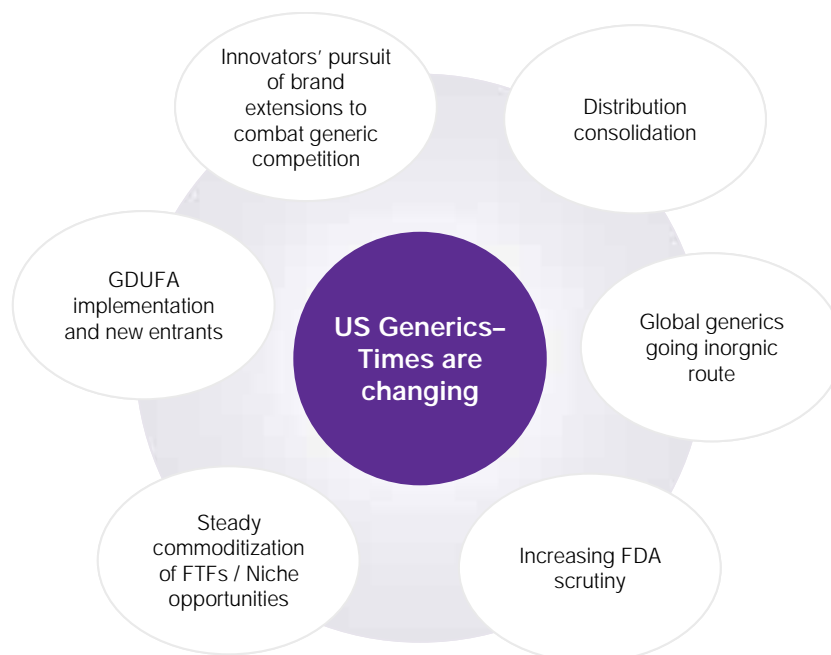 Innovators' pursuit
of brand
extensions to
combat generic
competition
Distribution
consolidation
GDUFA
implementation
and new entrants
US Generics–
Times are
changing
Global generics
going inorgnic
route
Steady
commoditization
of FTFs / Niche
opportunities
Increasing FDA
scrutiny